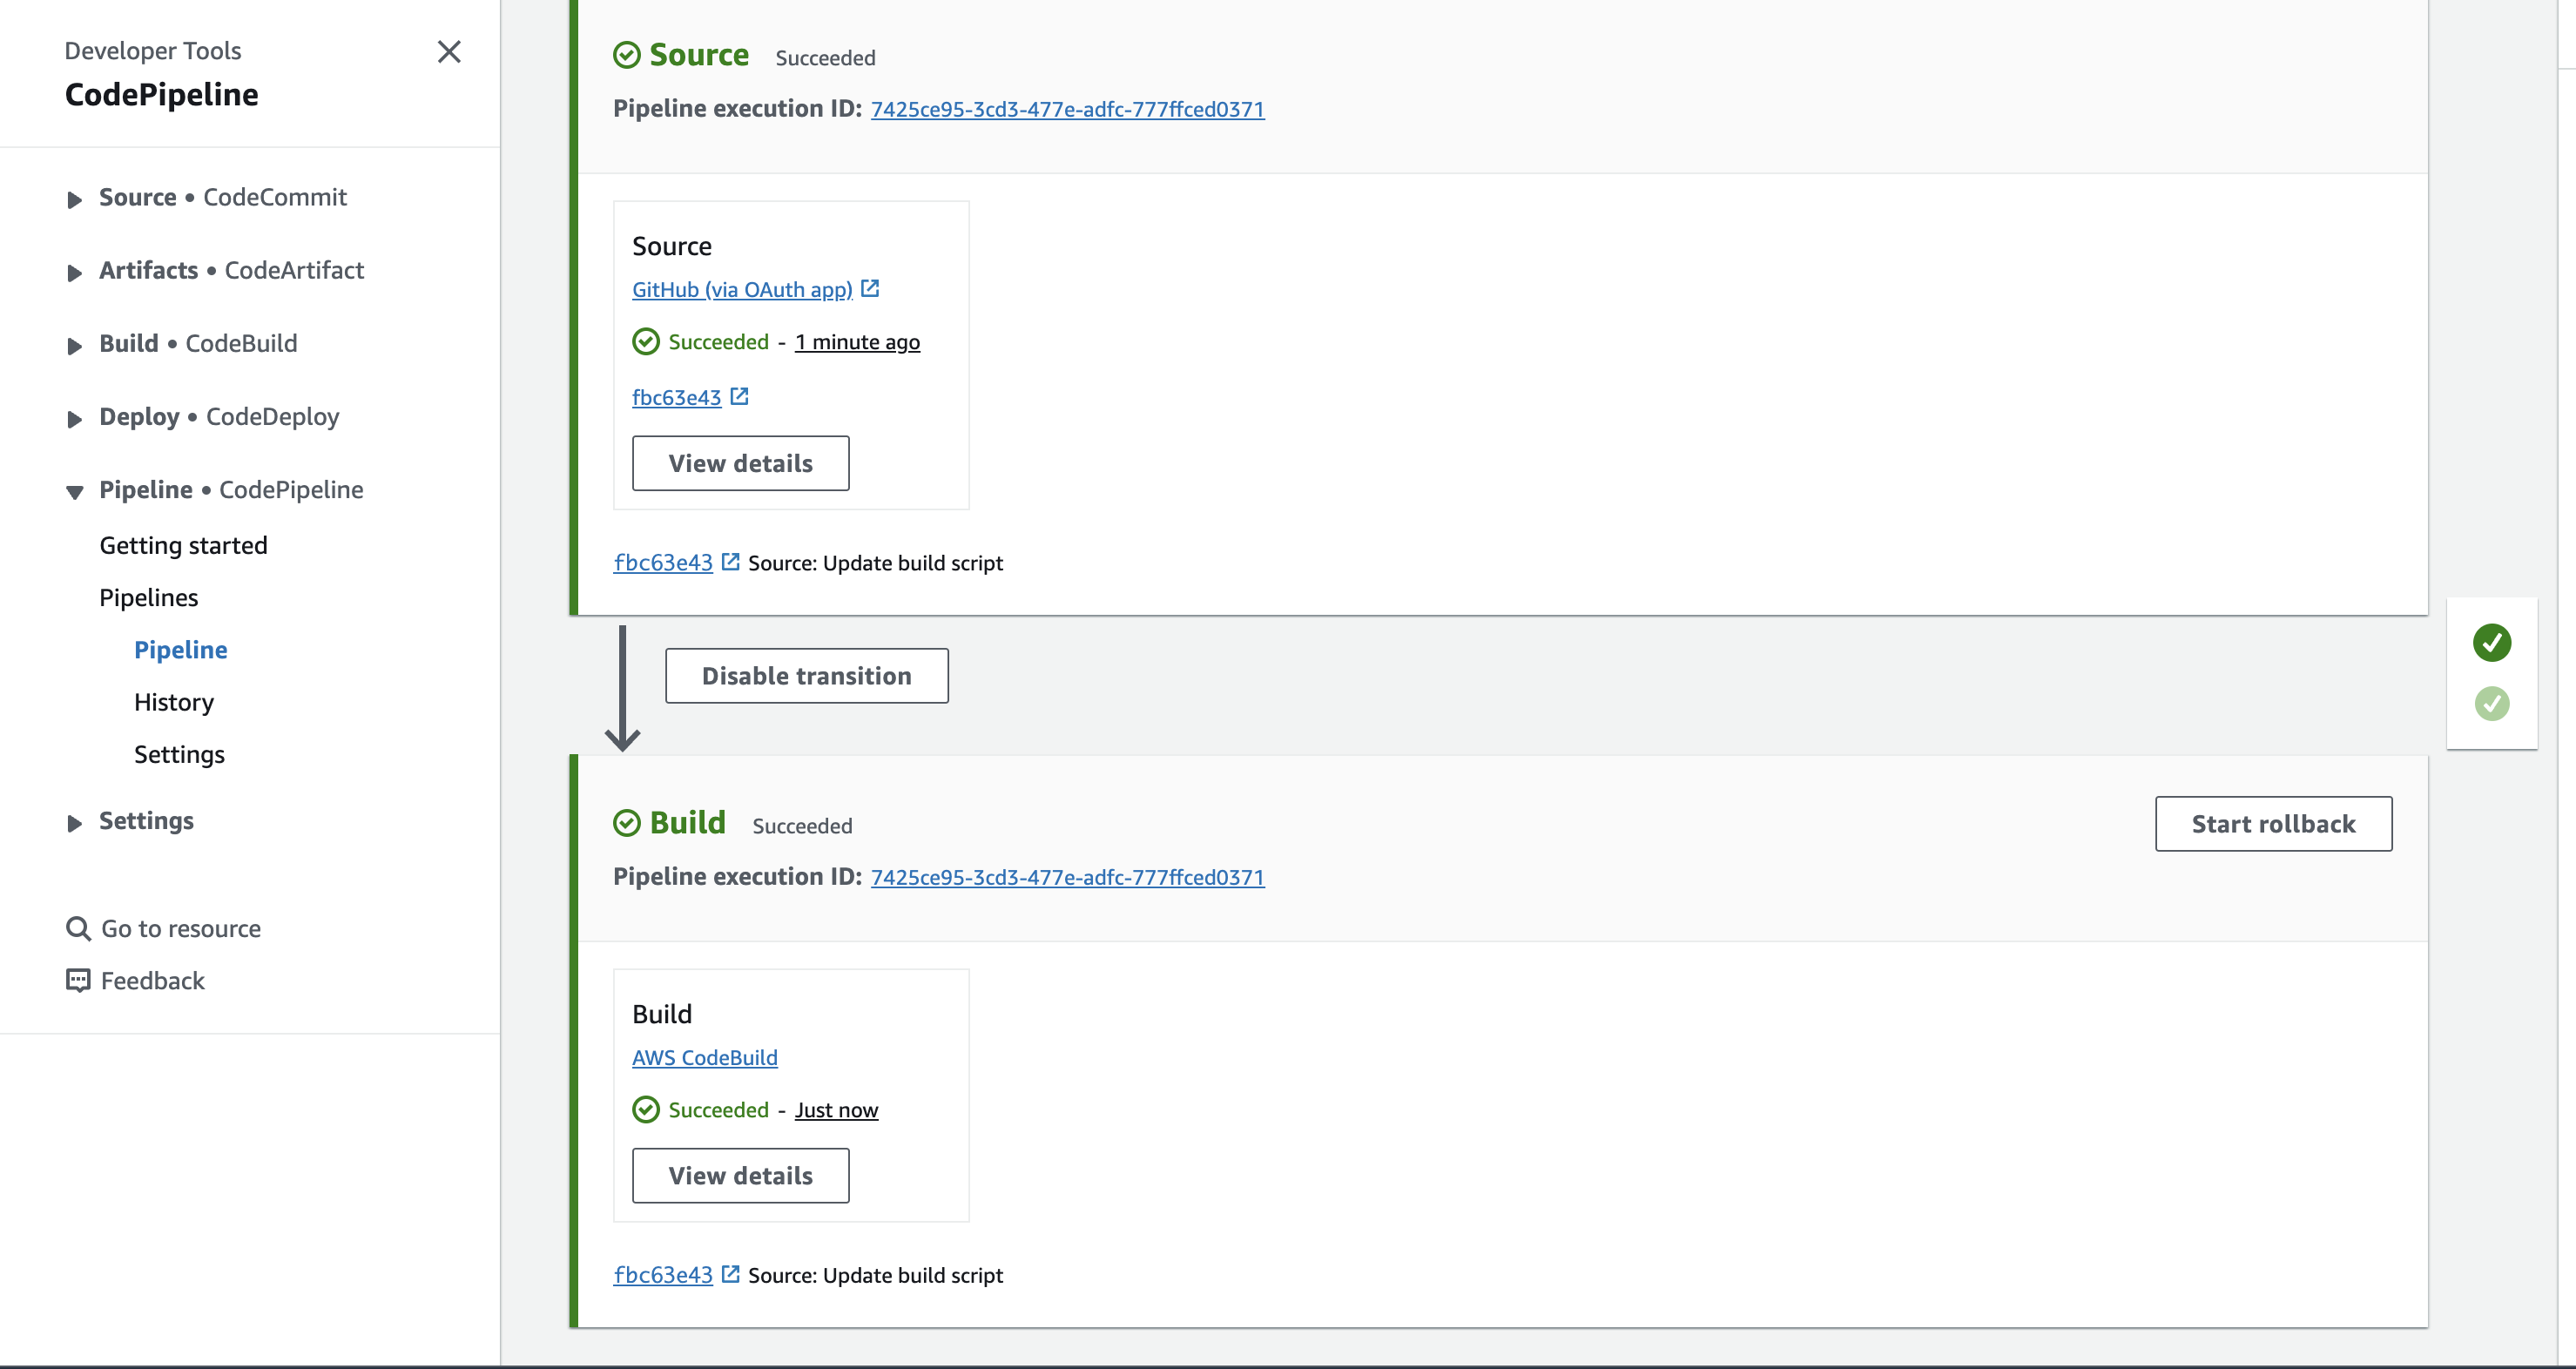 Developer Tools
CodePipeline
Source • CodeCommit
Artifacts • CodeArtifact
Build • CodeBuild
Deploy • CodeDeploy
Pipeline • CodePipeline
Getting started
Pipelines
Pipeline
History
Settings
Settings
Go to resource
Feedback
Source Succeeded
Pipeline execution ID: 7425ce95-3cd3-477e-adfc-777ffced0371
Source
GitHub (via OAuth app)
Succeeded - 1 minute ago
fbc63e43
View details
fbc63e43 Source: Update build script
Disable transition
Build Succeeded
Start rollback
Pipeline execution ID: 7425ce95-3cd3-477e-adfc-777ffced0371
Build
AWS CodeBuild
Succeeded - Just now
View details
fbc63e43 Source: Update build script